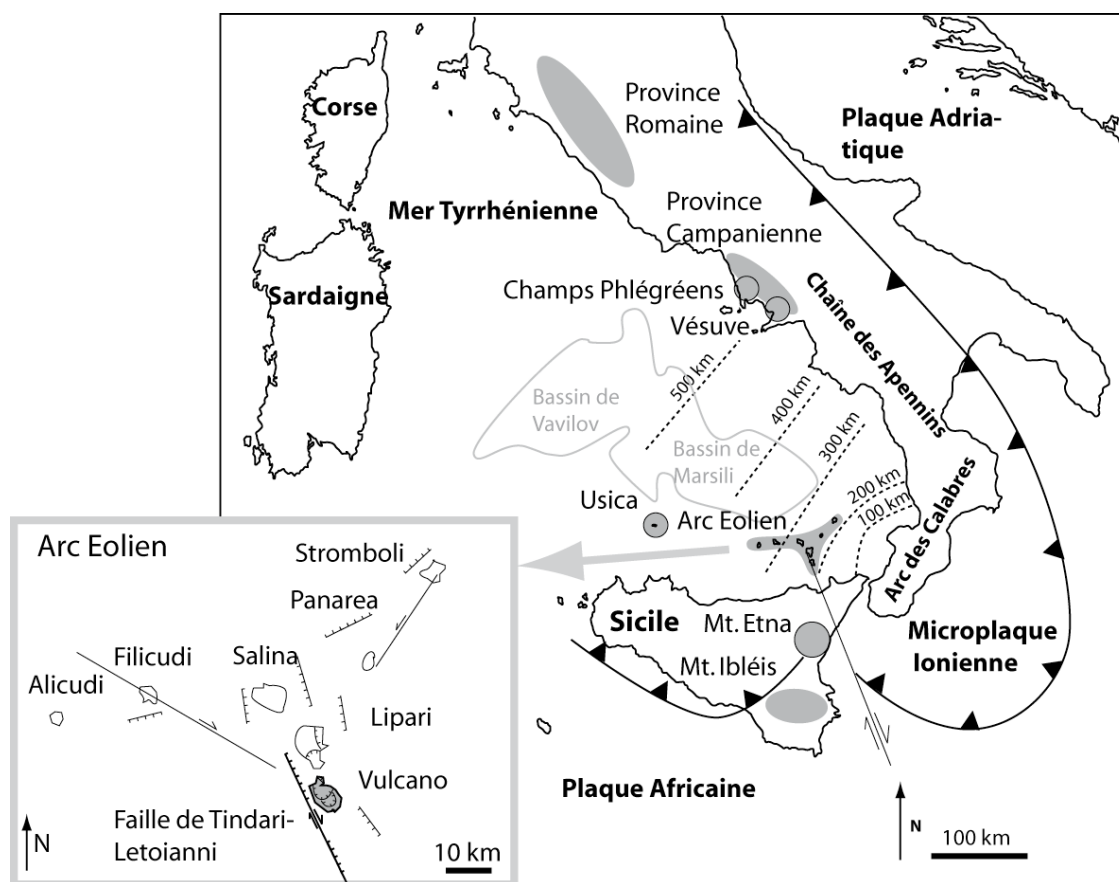 Corse
Sardaigne
Mer Tyrrhénienne
Province
Romaine
Plaque Adria-
tique
Province
Campanienne
Champs Phlégréens
Vésuve
Chaîne des Apennins
Bassin de
Vavilov
Bassin de
Marsili
500 km
400 km
300 km
200 km
100 km
Usica
Arc Eolien
Arc des Calabres
Sicile
Mt. Etna
Mt. Ibléis
Microplaque
Ionienne
Plaque Africaine
N
100 km
Arc Eolien
Stromboli
Panarea
Filicudi
Salina
Alicudi
Lipari
Vulcano
Faille de Tindari-
Letoianni
N
10 km